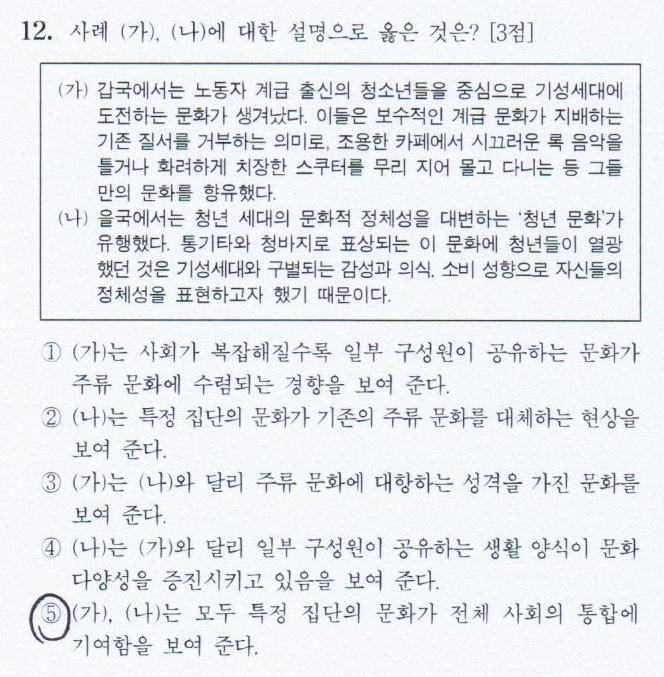 12. 사례 (가), (나)에 대한 설명으로 옳은 것은? [3점]
(가) 갑국에서는 노동자 계급 출신의 청소년들을 중심으로 기성세대에
도전하는 문화가 생겨났다. 이들은 보수적인 계급 문화가 지배하는
기존 질서를 거부하는 의미로, 조용한 카페에서 시끄러운 록 음악을
틀거나 화려하게 치장한 스쿠터를 무리 지어 몰고 다니는 등 그들
만의 문화를 향유했다.
(나) 을국에서는 청년 세대의 문화적 정체성을 대변하는 ‘청년 문화’가
유행했다. 통기타와 청바지로 표상되는 이 문화에 청년들이 열광
했던 것은 기성세대와 구별되는 감성과 의식, 소비 성향으로 자신들의
정체성을 표현하고자 했기 때문이다.
① (가)는 사회가 복잡해질수록 일부 구성원이 공유하는 문화가
주류 문화에 수렴되는 경향을 보여 준다.
② (나)는 특정 집단의 문화가 기존의 주류 문화를 대체하는 현상을
보여 준다.
③ (가)는 (나)와 달리 주류 문화에 대항하는 성격을 가진 문화를
보여 준다.
④ (나)는 (가)와 달리 일부 구성원이 공유하는 생활 양식이 문화
다양성을 증진시키고 있음을 보여 준다.
⑤ (가), (나)는 모두 특정 집단의 문화가 전체 사회의 통합에
기여함을 보여 준다.